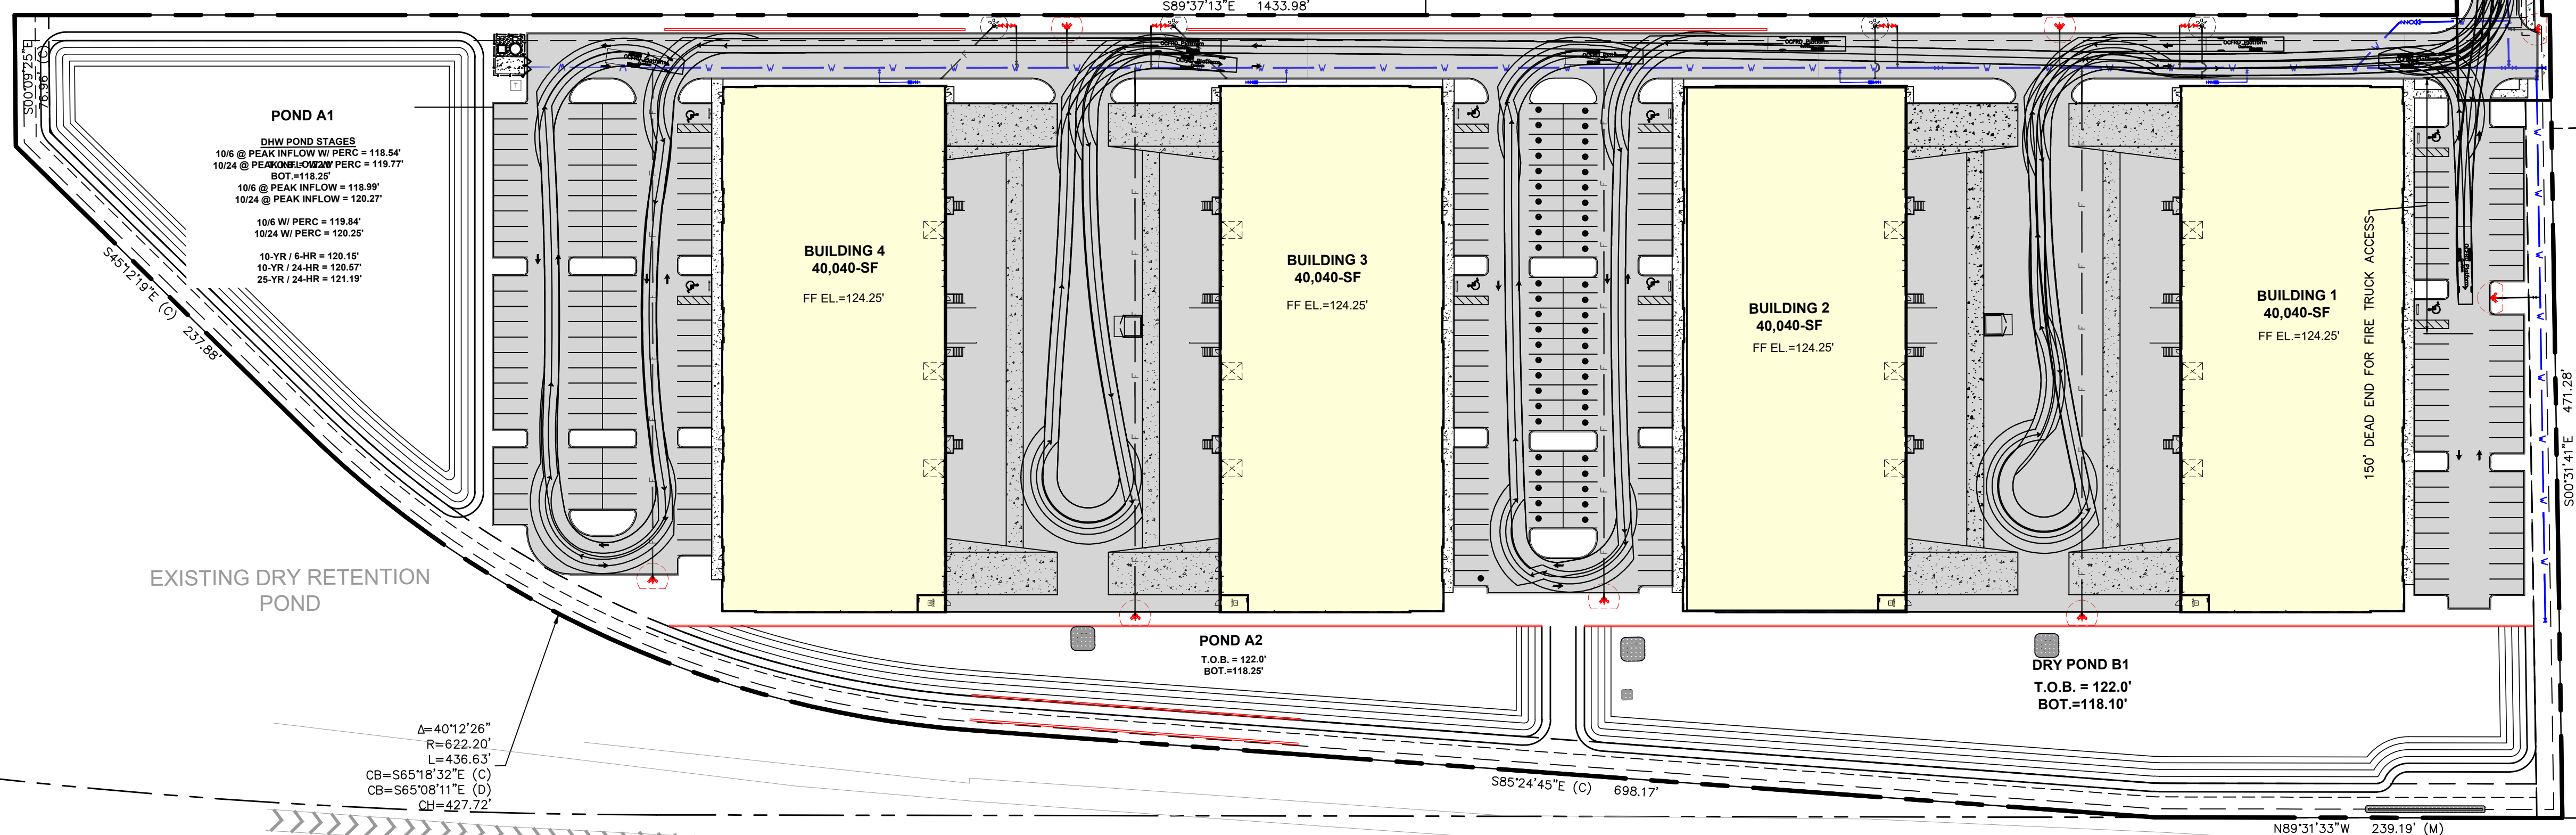 S89°37'13"E 1433.98'
S00°09'25"E
76.96' (C)
POND A1
DHW POND STAGES
10/6 @ PEAK INFLOW W/ PERC = 118.54'
10/24 @ PEAK INFLOW W/ PERC = 119.77'
BOT.=118.25'
10/6 @ PEAK INFLOW = 118.99'
10/24 @ PEAK INFLOW = 120.27'
10/6 W/ PERC = 119.84'
10/24 W/ PERC = 120.25'
10-YR / 6-HR = 120.15'
10-YR / 24-HR = 120.57'
25-YR / 24-HR = 121.19'
S45°12'19"E (C) 237.88'
EXISTING DRY RETENTION
POND
BUILDING 4
40,040-SF
FF EL.=124.25'
BUILDING 3
40,040-SF
FF EL.=124.25'
BUILDING 2
40,040-SF
FF EL.=124.25'
BUILDING 1
40,040-SF
FF EL.=124.25'
150' DEAD END FOR FIRE TRUCK ACCESS
S00°31'41"E 471.28'
POND A2
T.O.B. = 122.0'
BOT.=118.25'
DRY POND B1
T.O.B. = 122.0'
BOT.=118.10'
Δ=40°12'26"
R=622.20'
L=436.63'
CB=S65°18'32"E (C)
CB=S65°08'11"E (D)
CH=427.72'
S85°24'45"E (C) 698.17'
N89°31'33"W 239.19' (M)